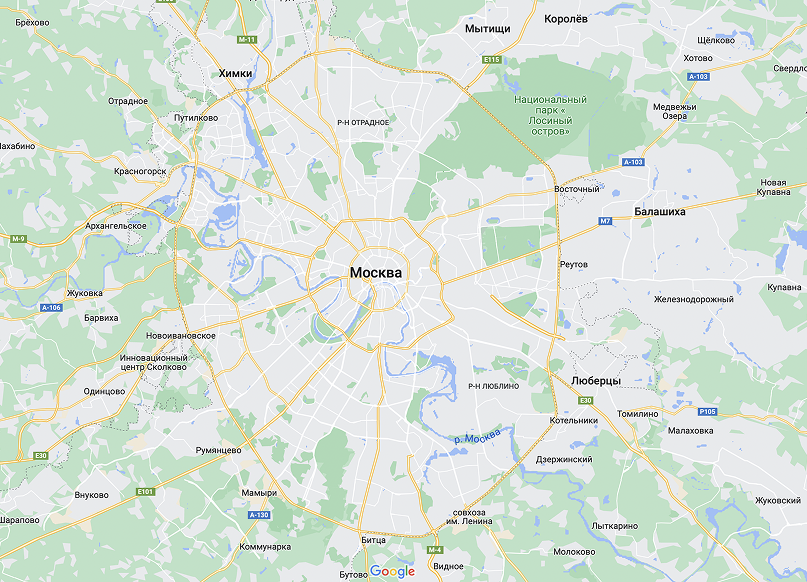 Брёхово
М-11
Мытищи
Королёв
Щёлково
Хотово
Е115
Химки
А-103
Свердло
Отрадное
Путилково
Р-Н ОТРАДНОЕ
Национальный
парк «
Лосиный
остров»
Медвежьи
Озера
Нахабино
Красногорск
А-103
Восточный
Новая
Купавна
Балашиха
М7
Архангельское
М-9
Реутов
Москва
Жуковка
А-106
Барвиха
Железнодорожный
Купавна
Новоивановское
Инновационный
центр Сколково
Одинцово
Р-Н ЛЮБЛИНО
Люберцы
Е30
Томилино
Р105
Котельники
Малаховка
р. Москва
Румянцево
Е30
Дзержинский
Внуково
Е101
Мамыри
Жуковский
Шарапово
А-130
совхоза
им. Ленина
Лыткарино
Битца
Коммунарка
М-4
Молоково
Видное
Бутово
Google